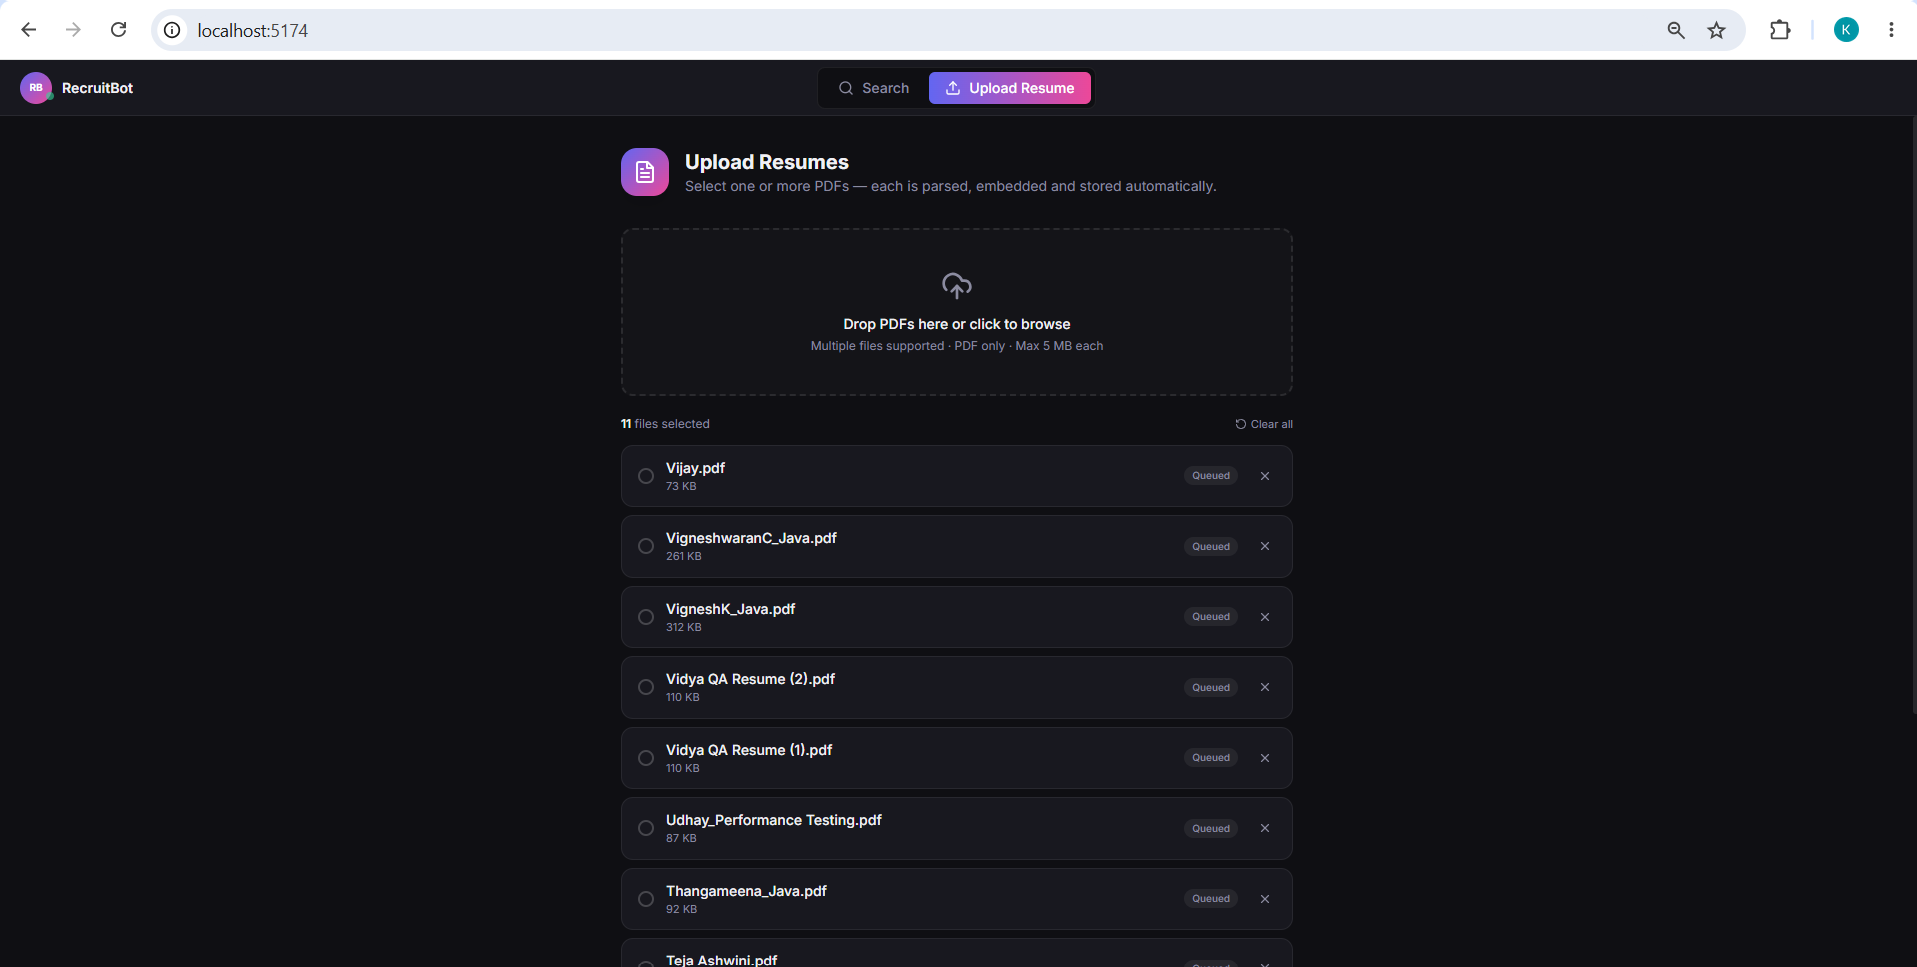 localhost:5174
K
RB
RecruitBot
Search
Upload Resume
Upload Resumes
Select one or more PDFs — each is parsed, embedded and stored automatically.
Drop PDFs here or click to browse
Multiple files supported · PDF only · Max 5 MB each
11 files selected
Clear all
Vijay.pdf
73 KB
Queued
VigneshwaranC_Java.pdf
261 KB
Queued
VigneshK_Java.pdf
312 KB
Queued
Vidya QA Resume (2).pdf
110 KB
Queued
Vidya QA Resume (1).pdf
110 KB
Queued
Udhay_Performance Testing.pdf
87 KB
Queued
Thangameena_Java.pdf
92 KB
Queued
Teja Ashwini.pdf
Queued